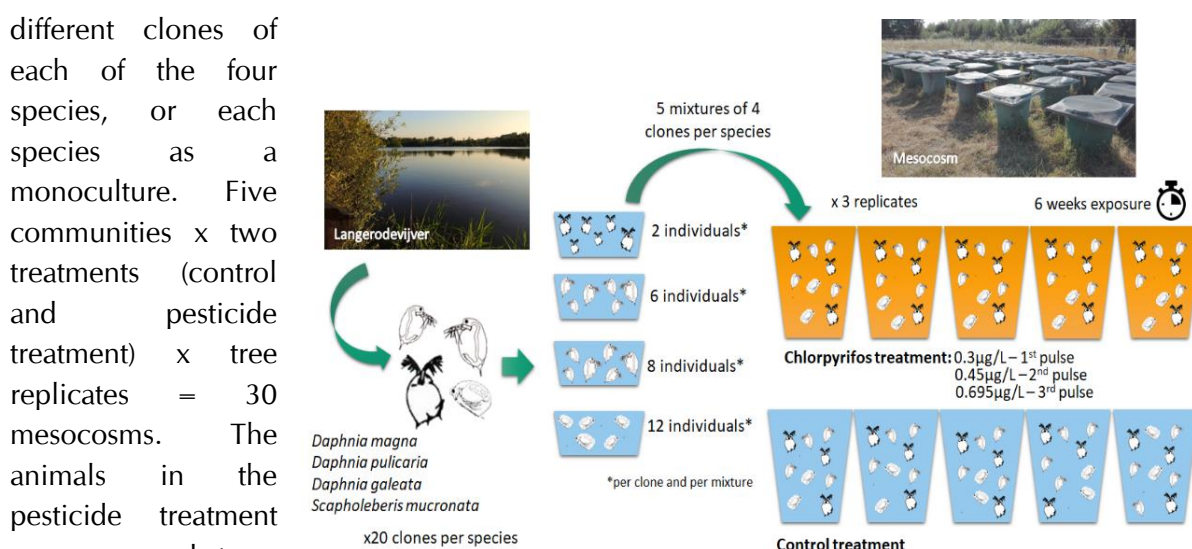 different clones of
each of the four
species, or each
species as a
monoculture. Five
communities x two
treatments (control
and pesticide
treatment) x tree
replicates = 30
mesocosms. The
animals in the
pesticide treatment
Langerodevijver
Daphnia magna
Daphnia pulicaria
Daphnia galeata
Scapholeberis mucronata
x20 clones per species
5 mixtures of 4
clones per species
2 individuals*
6 individuals*
8 individuals*
12 individuals*
*per clone and per mixture
Mesocosm
x 3 replicates
6 weeks exposure
Chlorpyrifos treatment: 0.3µg/L – 1st pulse
0.45µg/L – 2nd pulse
0.695µg/L – 3rd pulse
Control treatment